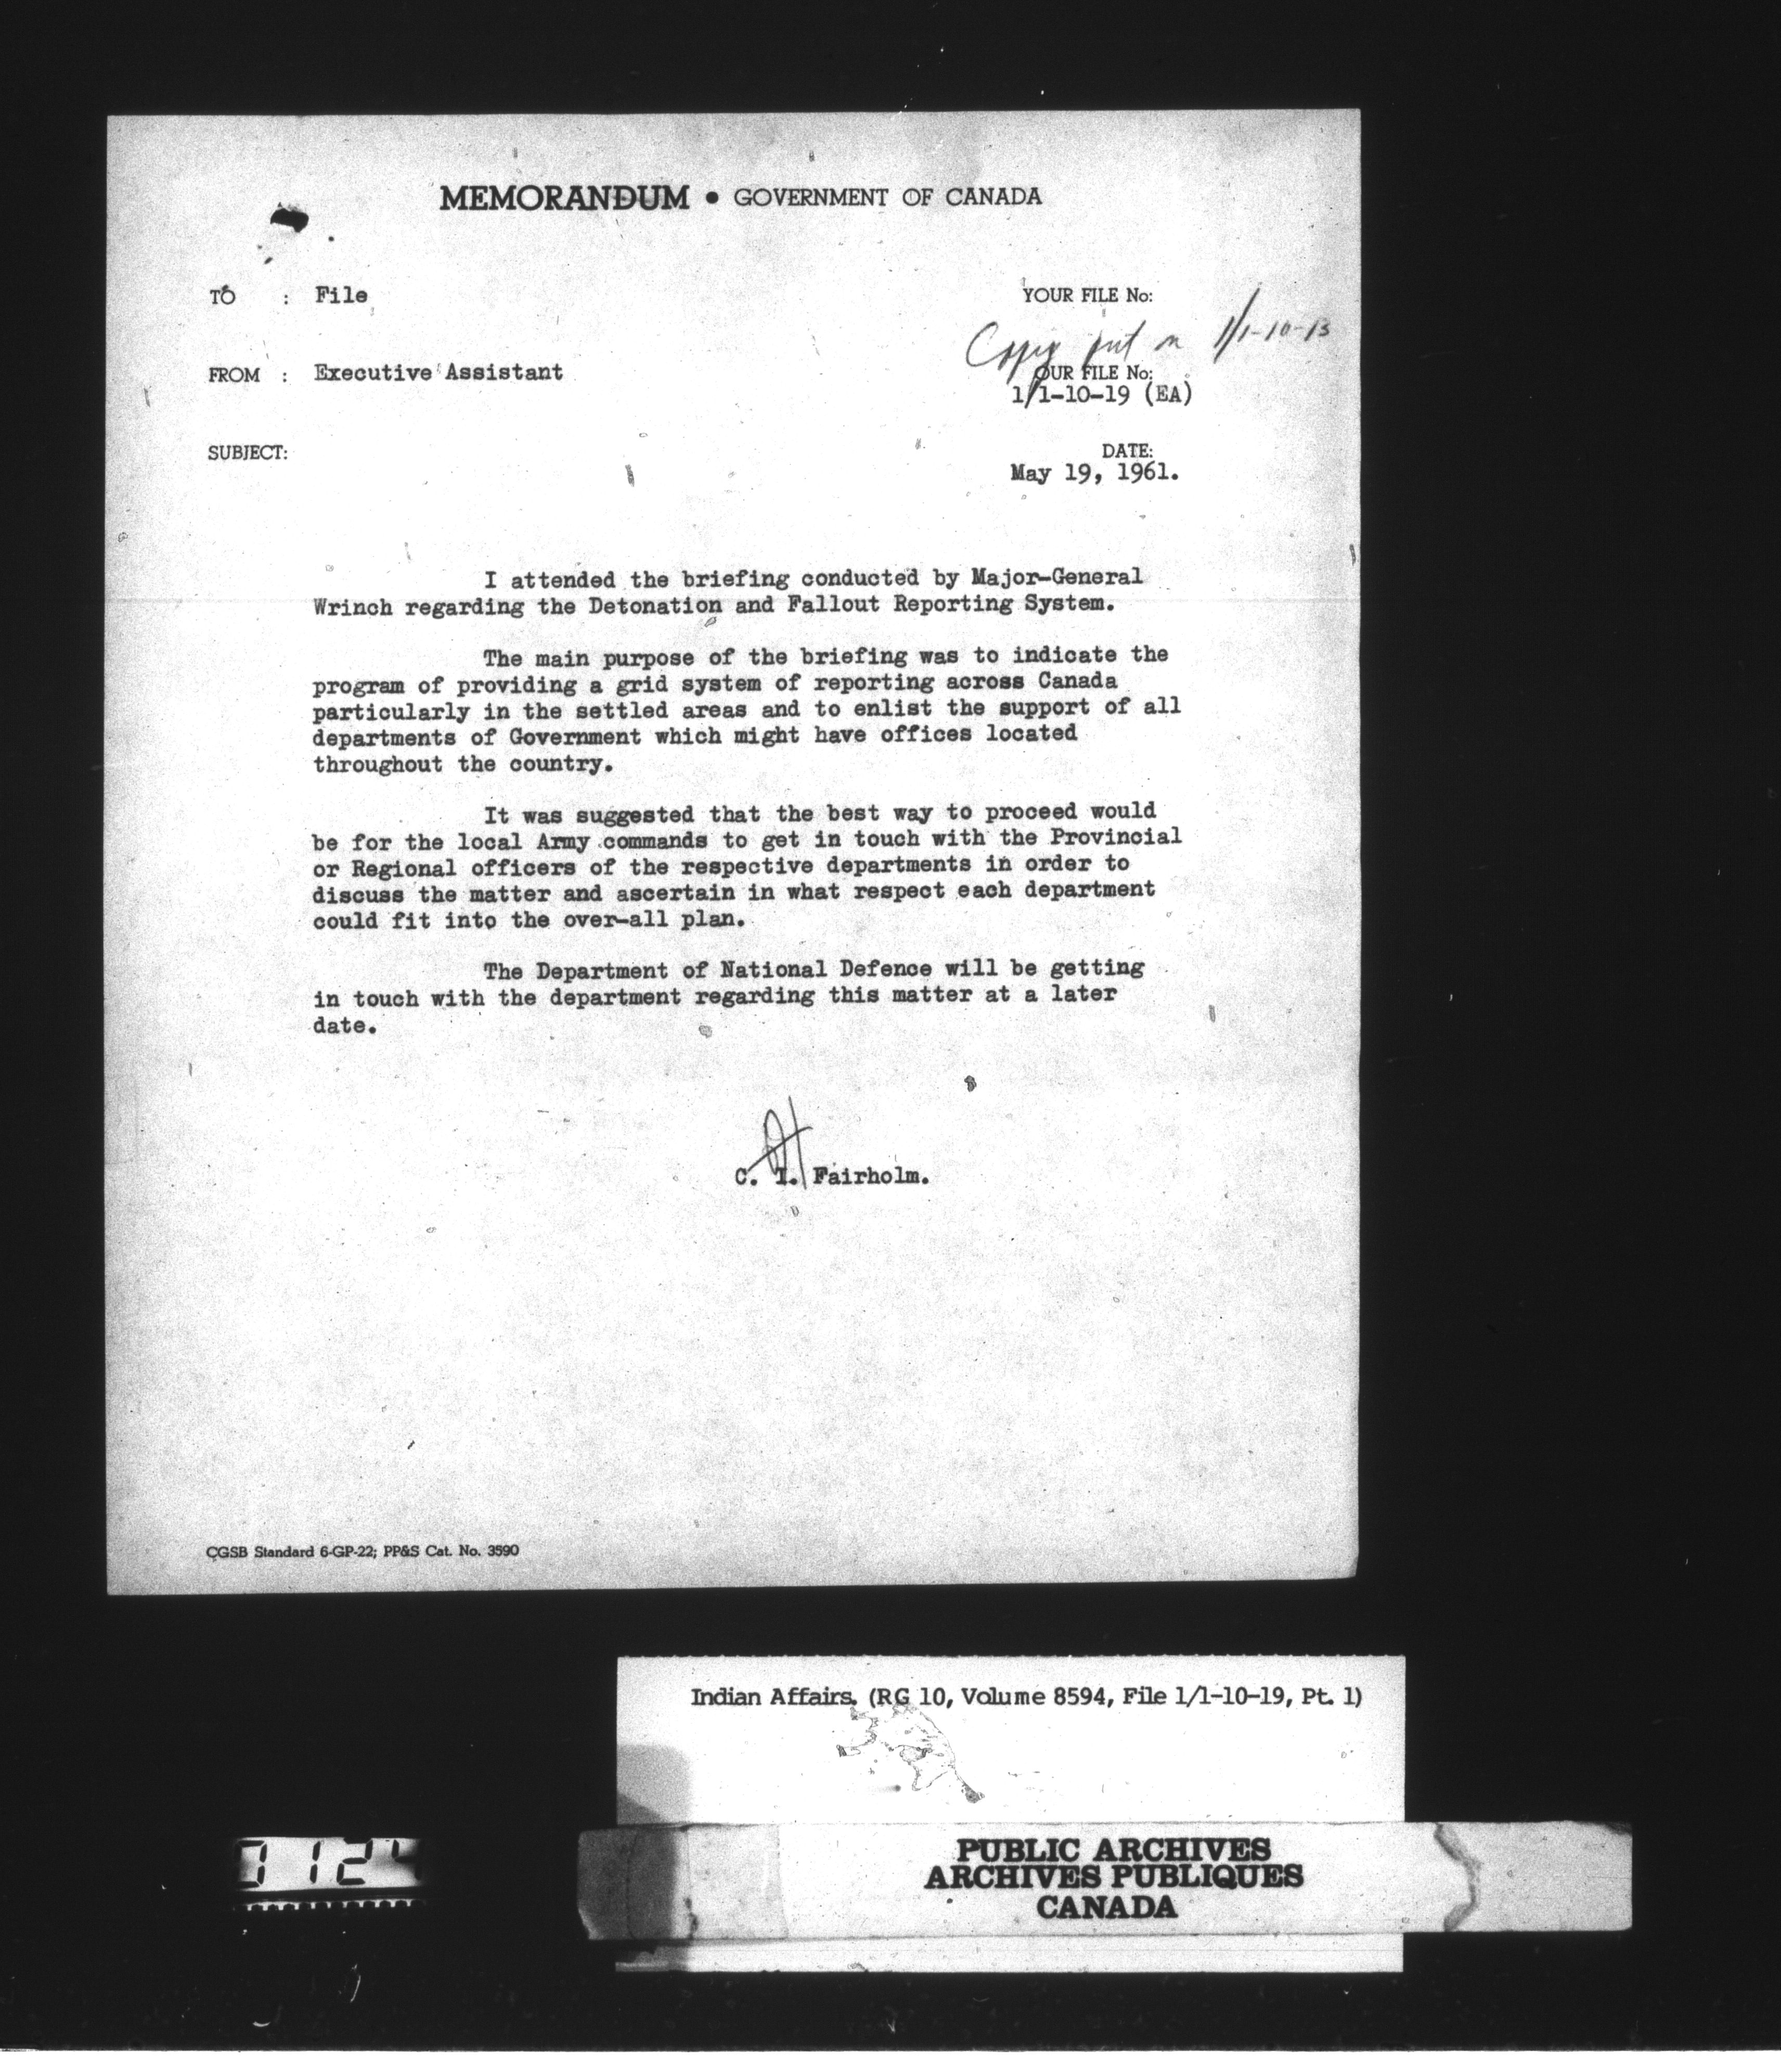 MEMORANDUM • GOVERNMENT OF CANADA
TO : File
YOUR FILE No:
Copy put on 1/1-10-13
FROM : Executive Assistant
OUR FILE No:
1/1-10-19 (EA)
SUBJECT:
DATE:
May 19, 1961.
I attended the briefing conducted by Major-General
Wrinch regarding the Detonation and Fallout Reporting System.
The main purpose of the briefing was to indicate the
program of providing a grid system of reporting across Canada
particularly in the settled areas and to enlist the support of all
departments of Government which might have offices located
throughout the country.
It was suggested that the best way to proceed would
be for the local Army commands to get in touch with the Provincial
or Regional officers of the respective departments in order to
discuss the matter and ascertain in what respect each department
could fit into the over-all plan.
The Department of National Defence will be getting
in touch with the department regarding this matter at a later
date.
C. I. Fairholm.
CGSB Standard 6-GP-22; PP&S Cat. No. 3590
Indian Affairs. (RG 10, Volume 8594, File 1/1-10-19, Pt. 1)
PUBLIC ARCHIVES
ARCHIVES PUBLIQUES
CANADA
0124